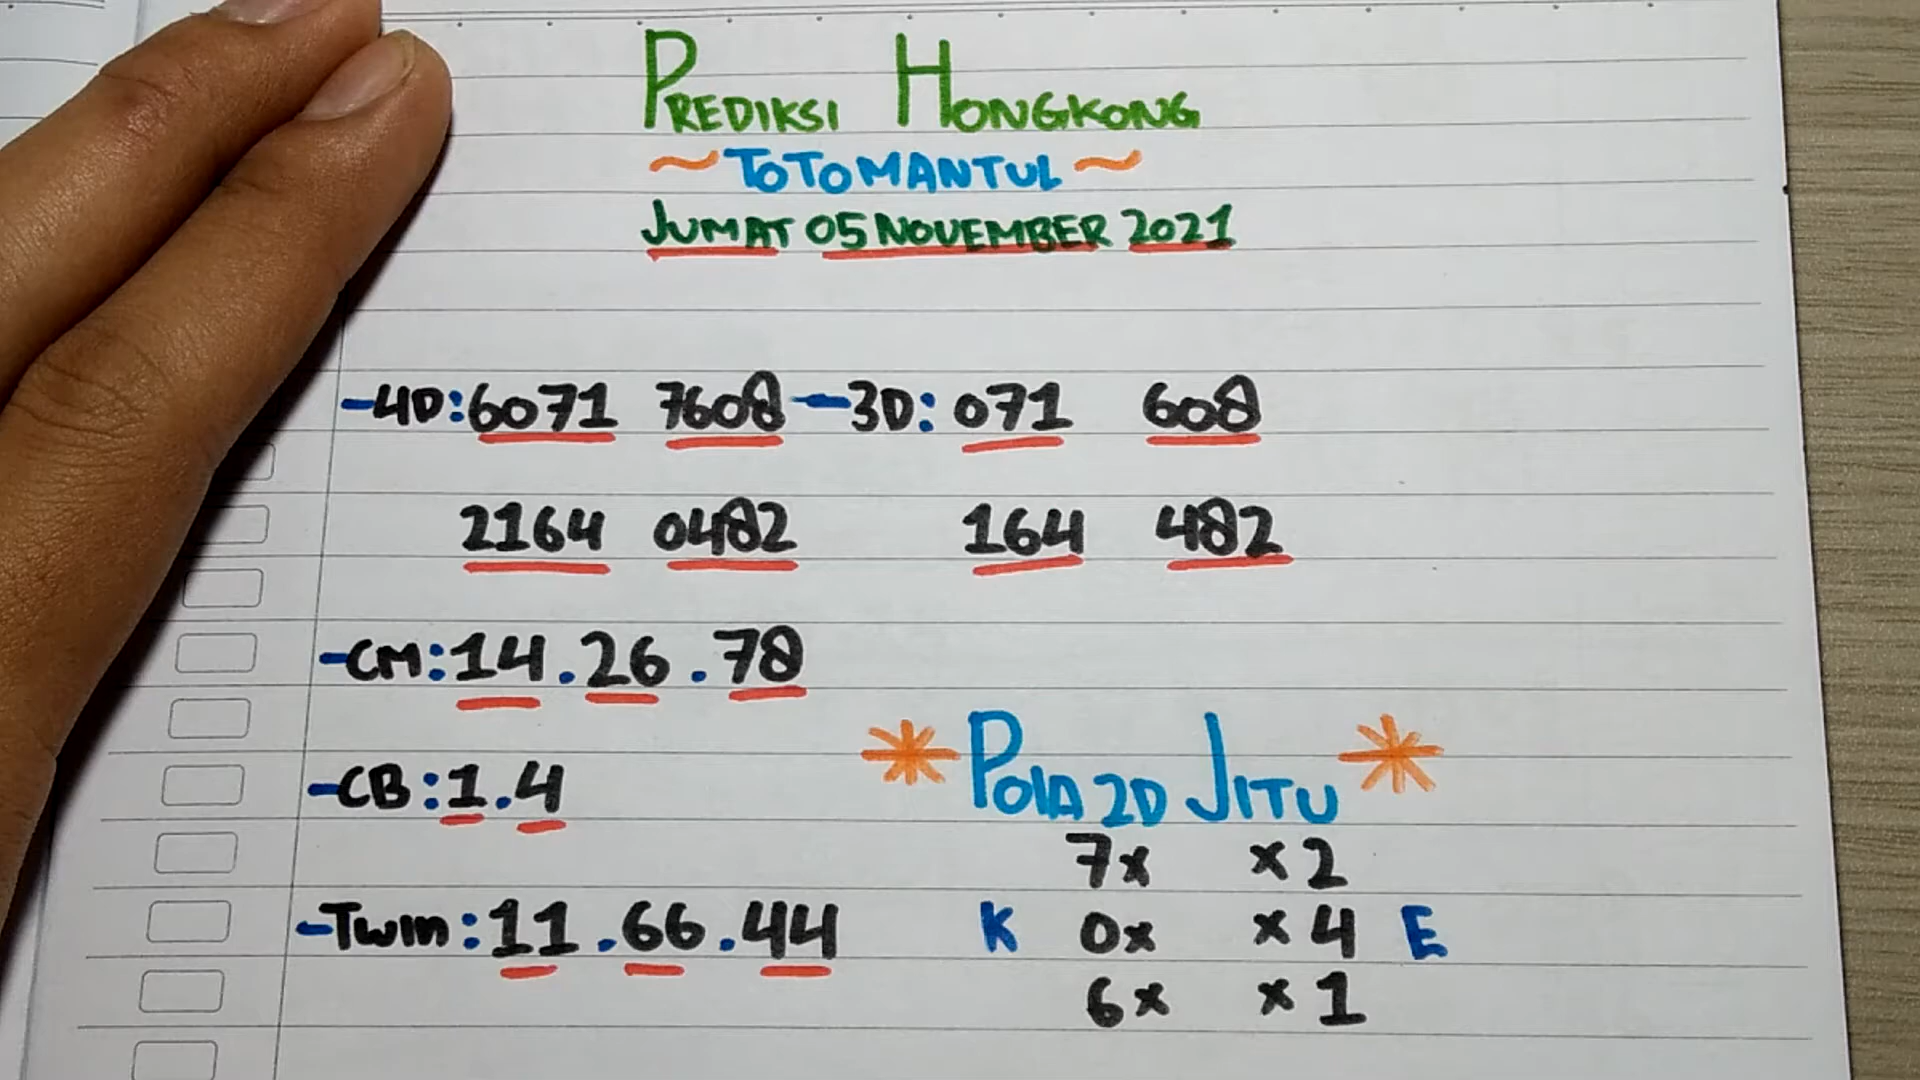 PREDIKSI HONGKONG
~ TOTOMANTUL ~
JUMAT 05 NOVEMBER 2021
-4D: 6071 7608 -3D: 071 608
2164 0482 164 482
-CM: 14.26.78
-CB: 1.4
-Twin: 11.66.44
* POlA 2D JITU *
7x x2
K 0x x4 E
6x x1